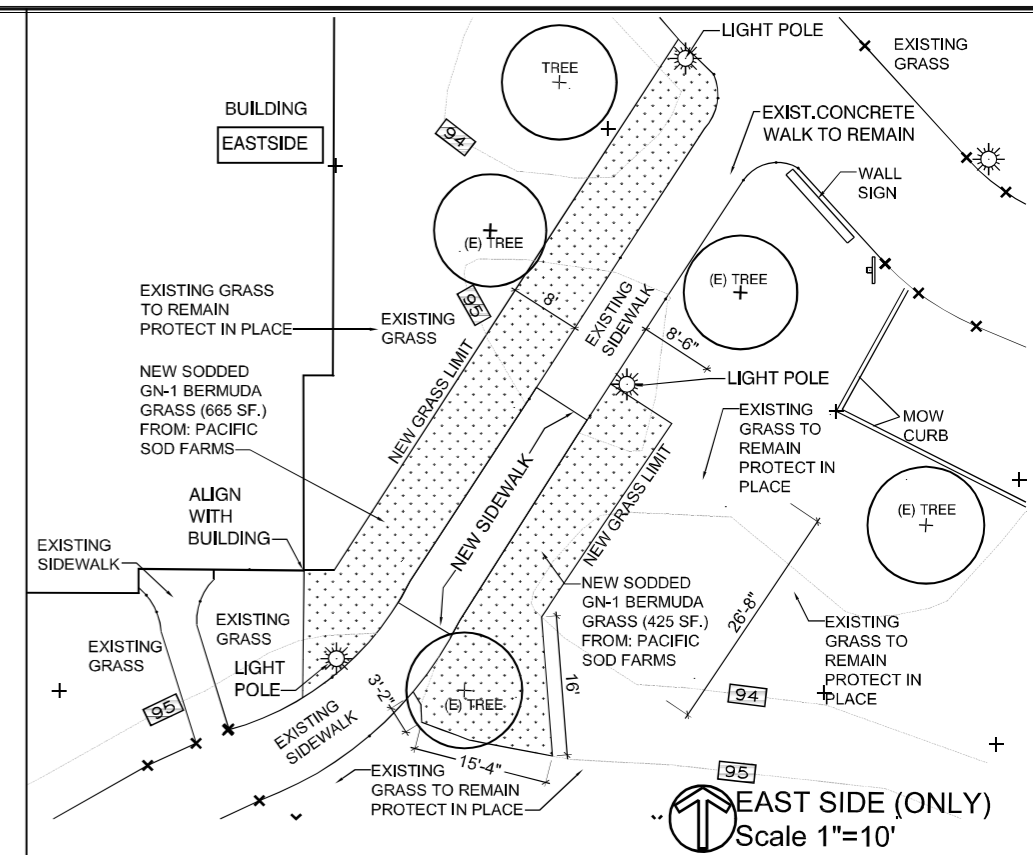 LIGHT POLE
EXISTING
GRASS
TREE
BUILDING
EASTSIDE
94
EXIST.CONCRETE
WALK TO REMAIN
WALL
SIGN
(E) TREE
(E) TREE
EXISTING GRASS
TO REMAIN
PROTECT IN PLACE
95
8'
EXISTING
SIDEWALK
EXISTING
GRASS
8'-6"
NEW SODDED
GN-1 BERMUDA
GRASS (665 SF.)
FROM: PACIFIC
SOD FARMS
NEW GRASS LIMIT
LIGHT POLE
EXISTING
GRASS TO
REMAIN
PROTECT IN
PLACE
MOW
CURB
(E) TREE
ALIGN
WITH
BUILDING
NEW SIDEWALK
NEW GRASS LIMIT
EXISTING
SIDEWALK
NEW SODDED
GN-1 BERMUDA
GRASS (425 SF.)
FROM: PACIFIC
SOD FARMS
26'-8"
EXISTING
GRASS TO
REMAIN
PROTECT IN
PLACE
EXISTING
GRASS
EXISTING
GRASS
LIGHT
POLE
95
3'-2"
(E) TREE
16'
94
EXISTING
SIDEWALK
15'-4"
95
EXISTING
GRASS TO REMAIN
PROTECT IN PLACE
EAST SIDE (ONLY)
Scale 1"=10'